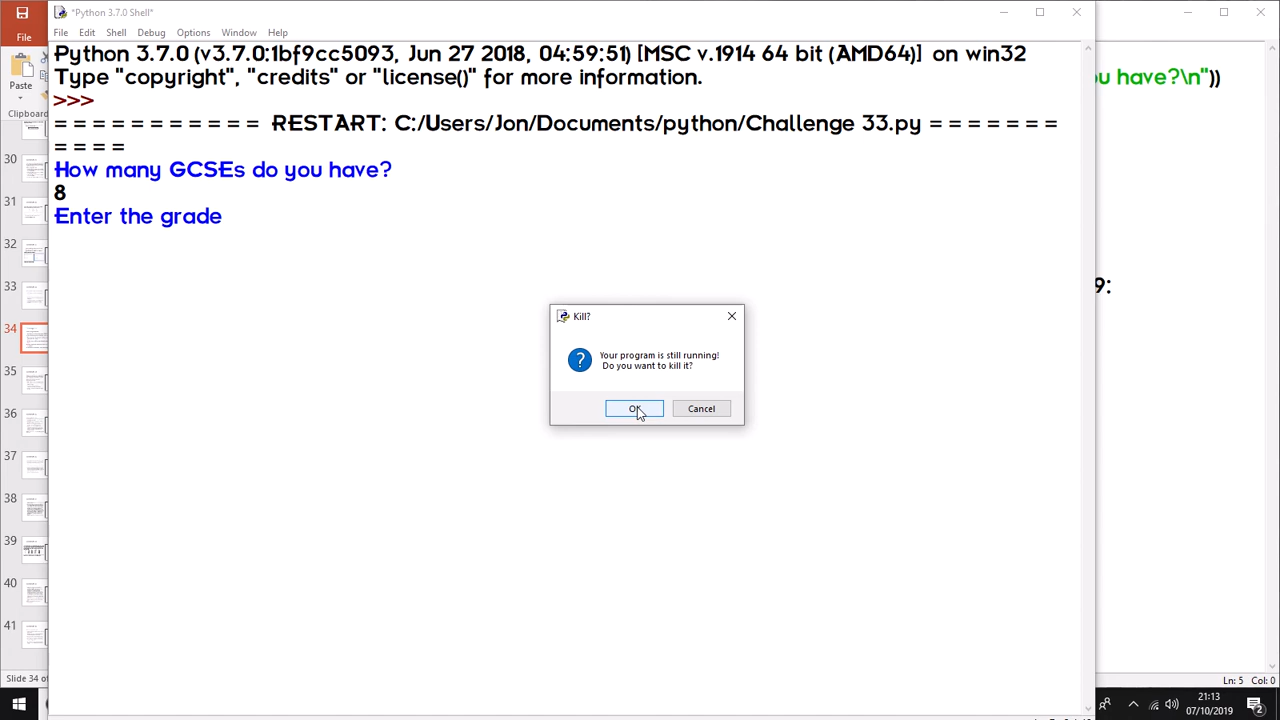 *Python 3.7.0 Shell*
File
File Edit Shell Debug Options Window Help
Python 3.7.0 (v3.7.0:1bf9cc5093, Jun 27 2018, 04:59:51) [MSC v.1914 64 bit (AMD64)] on win32
Type "copyright", "credits" or "license()" for more information.
>>>
= = = = = = = = = = = RESTART: C:/Users/Jon/Documents/python/Challenge 33.py = = = = = = =
= = = =
How many GCSEs do you have?
8
Enter the grade
Paste
Clipboard
30
31
32
33
34
35
36
37
38
39
40
41
Slide 34 of
Kill?
Your program is still running!
Do you want to kill it?
OK
Cancel
ou have?\n"))
9:
Ln: 5 Col: 0
21:13
07/10/2019
2